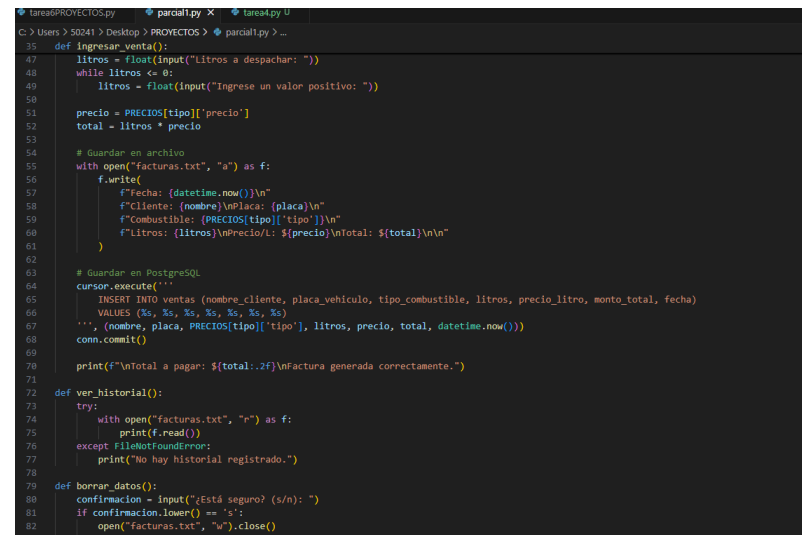 tarea6PROYECTOS.py parcial1.py X tarea4.py U
C: > Users > 50241 > Desktop > PROYECTOS > parcial1.py > ...
35 def ingresar_venta():
47 litros = float(input("Litros a despachar: "))
48 while litros <= 0:
49 litros = float(input("Ingrese un valor positivo: "))
50
51 precio = PRECIOS[tipo]['precio']
52 total = litros * precio
53
54 # Guardar en archivo
55 with open("facturas.txt", "a") as f:
56 f.write(
57 f"Fecha: {datetime.now()}\n"
58 f"Cliente: {nombre}\nPlaca: {placa}\n"
59 f"Combustible: {PRECIOS[tipo]['tipo']}\n"
60 f"Litros: {litros}\nPrecio/L: ${precio}\nTotal: ${total}\n\n"
61 )
62
63 # Guardar en PostgreSQL
64 cursor.execute('''
65 INSERT INTO ventas (nombre_cliente, placa_vehiculo, tipo_combustible, litros, precio_litro, monto_total, fecha)
66 VALUES (%s, %s, %s, %s, %s, %s, %s)
67 ''', (nombre, placa, PRECIOS[tipo]['tipo'], litros, precio, total, datetime.now()))
68 conn.commit()
69
70 print(f"\nTotal a pagar: ${total:.2f}\nFactura generada correctamente.")
71
72 def ver_historial():
73 try:
74 with open("facturas.txt", "r") as f:
75 print(f.read())
76 except FileNotFoundError:
77 print("No hay historial registrado.")
78
79 def borrar_datos():
80 confirmacion = input("¿Está seguro? (s/n): ")
81 if confirmacion.lower() == 's':
82 open("facturas.txt", "w").close()